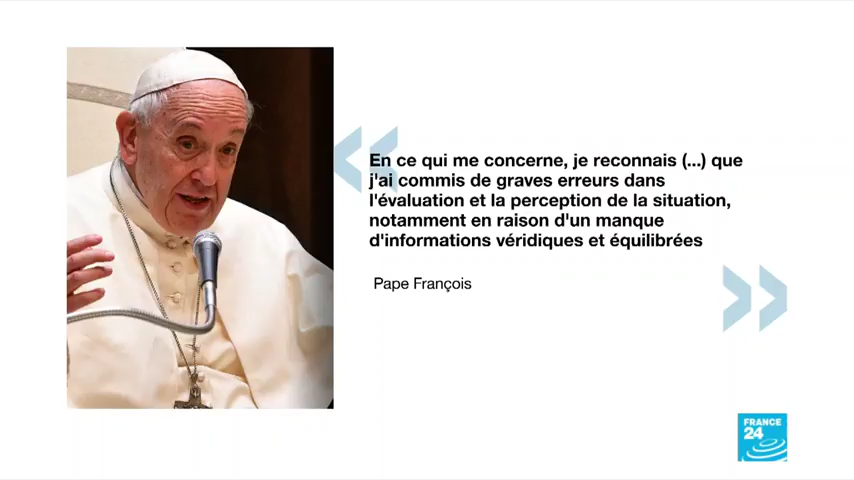 En ce qui me concerne, je reconnais (...) que
j'ai commis de graves erreurs dans
l'évaluation et la perception de la situation,
notamment en raison d'un manque
d'informations véridiques et équilibrées
Pape François
FRANCE
24